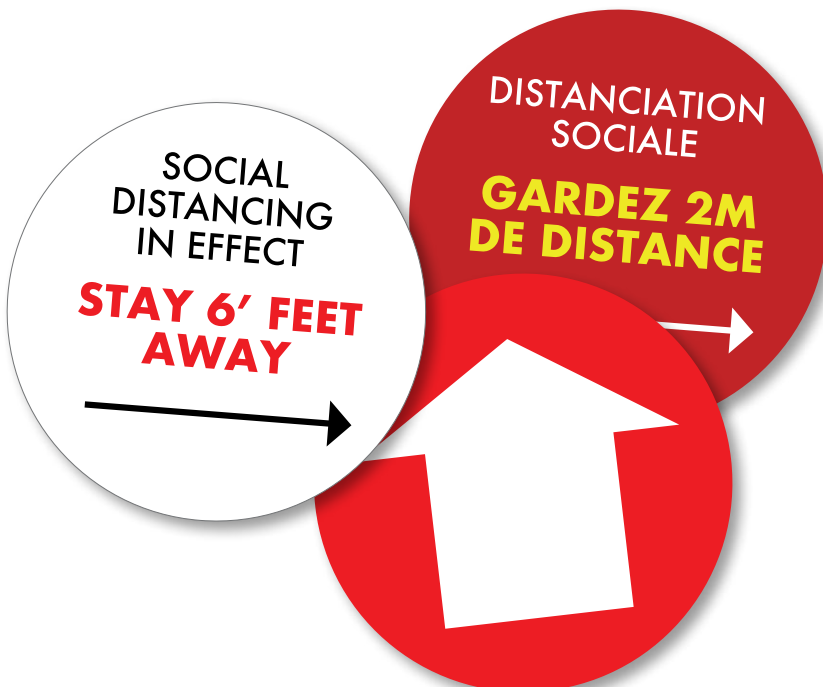 SOCIAL
DISTANCING
IN EFFECT
STAY 6’ FEET
AWAY
DISTANCIATION
SOCIALE
GARDEZ 2M
DE DISTANCE